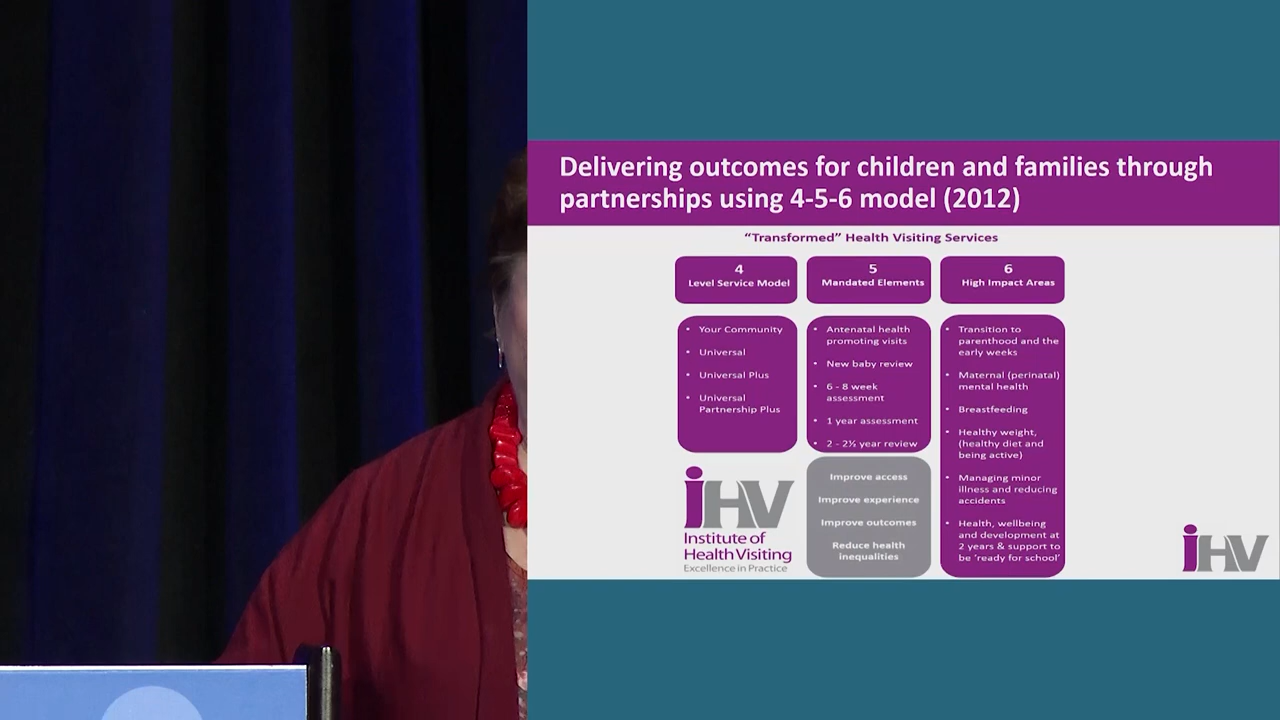 Delivering outcomes for children and families through
partnerships using 4-5-6 model (2012)
“Transformed” Health Visiting Services
4
Level Service Model
• Your Community
• Universal
• Universal Plus
• Universal
Partnership Plus
5
Mandated Elements
• Antenatal health
promoting visits
• New baby review
• 6 - 8 week
assessment
• 1 year assessment
• 2 - 2½ year review
Improve access
Improve experience
Improve outcomes
Reduce health
inequalities
6
High Impact Areas
• Transition to
parenthood and the
early weeks
• Maternal (perinatal)
mental health
• Breastfeeding
• Healthy weight,
(healthy diet and
being active)
• Managing minor
illness and reducing
accidents
• Health, wellbeing
and development at
2 years & support to
be ‘ready for school’
iHV
Institute of
Health Visiting
Excellence in Practice
iHV